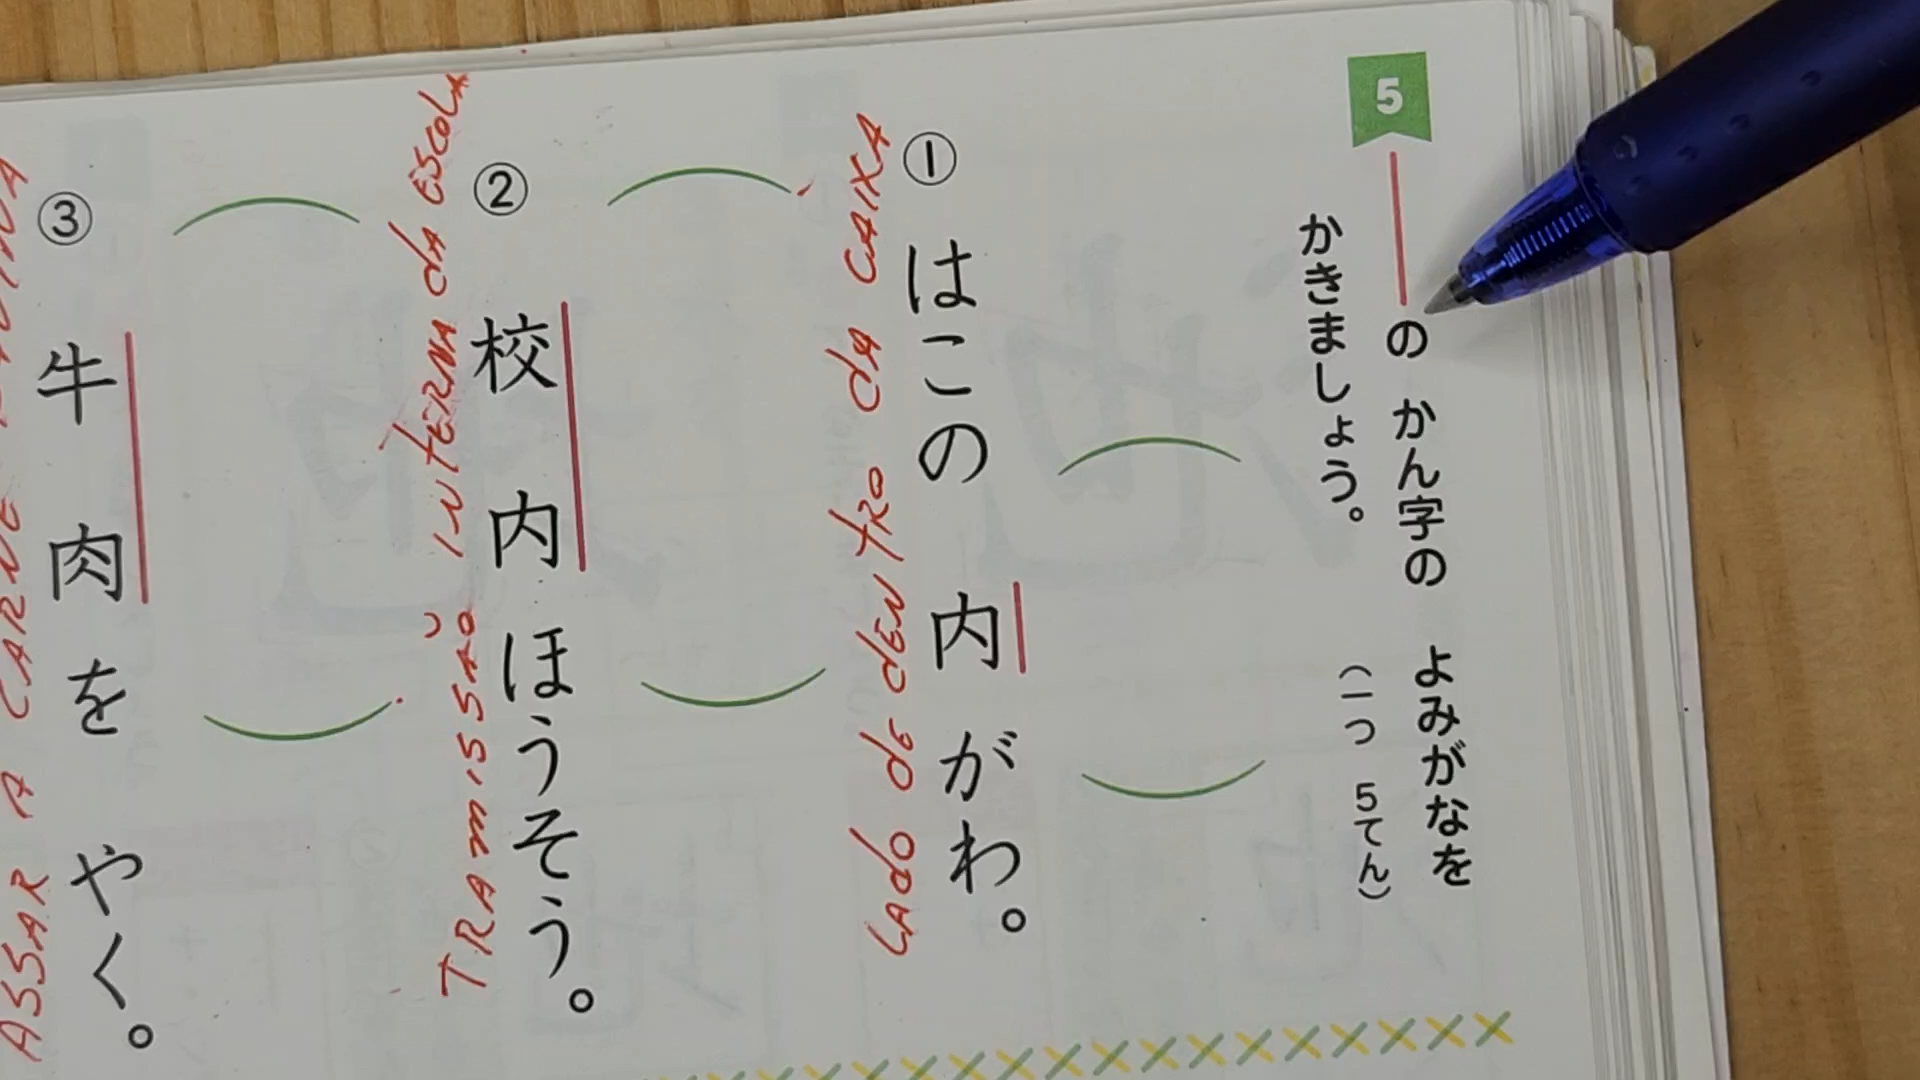 5
のかん字の よみがなを
かきましょう。
(一つ 5てん)
① はこの 内がわ。
LADO DE DENTRO DA CAIXA
② 校内ほうそう。
TRAMISSÃO INTERNA DA ESCOLA
③ 牛肉を やく。
ASSAR A CARNE